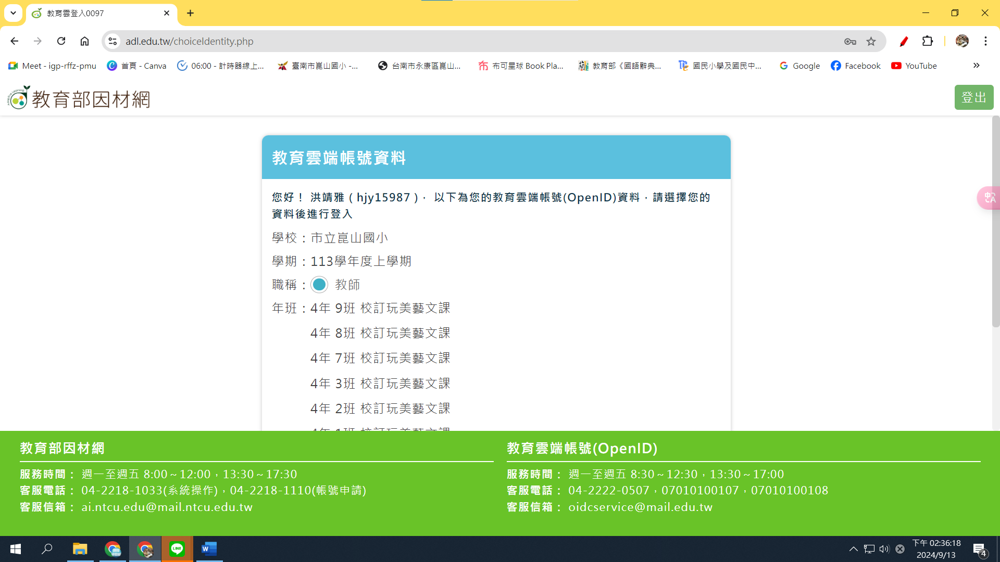 教育雲登入0097
adl.edu.tw/choiceIdentity.php
Meet - igp-rffz-pmu
首頁 - Canva
06:00 - 計時器線上...
臺南市崑山國小 -...
台南市永康區崑山...
布可星球 Book Pla...
教育部《國語辭典...
國民小學及國民中...
Google
Facebook
YouTube
教育部因材網
登出
教育雲端帳號資料
您好！ 洪靖雅（hjy15987）， 以下為您的教育雲端帳號(OpenID)資料，請選擇您的
資料後進行登入
學校：市立崑山國小
學期：113學年度上學期
職稱： 教師
年班：4年 9班 校訂玩美藝文課
4年 8班 校訂玩美藝文課
4年 7班 校訂玩美藝文課
4年 3班 校訂玩美藝文課
4年 2班 校訂玩美藝文課
4年 1班 校訂玩美藝文課
教育部因材網
服務時間： 週一至週五 8:00～12:00，13:30～17:30
客服電話： 04-2218-1033(系統操作)，04-2218-1110(帳號申請)
客服信箱： ai.ntcu.edu@mail.ntcu.edu.tw
教育雲端帳號(OpenID)
服務時間： 週一至週五 8:30～12:30，13:30～17:00
客服電話： 04-2222-0507，07010100107，07010100108
客服信箱： oidcservice@mail.edu.tw
下午 02:36:18
2024/9/13
4